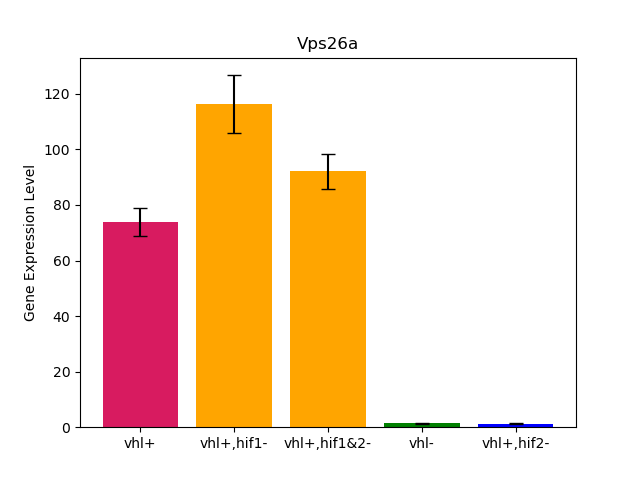 Vps26a
Gene Expression Level
120
100
80
60
40
20
0
vhl+
vhl+,hif1-
vhl+,hif1&2-
vhl-
vhl+,hif2-